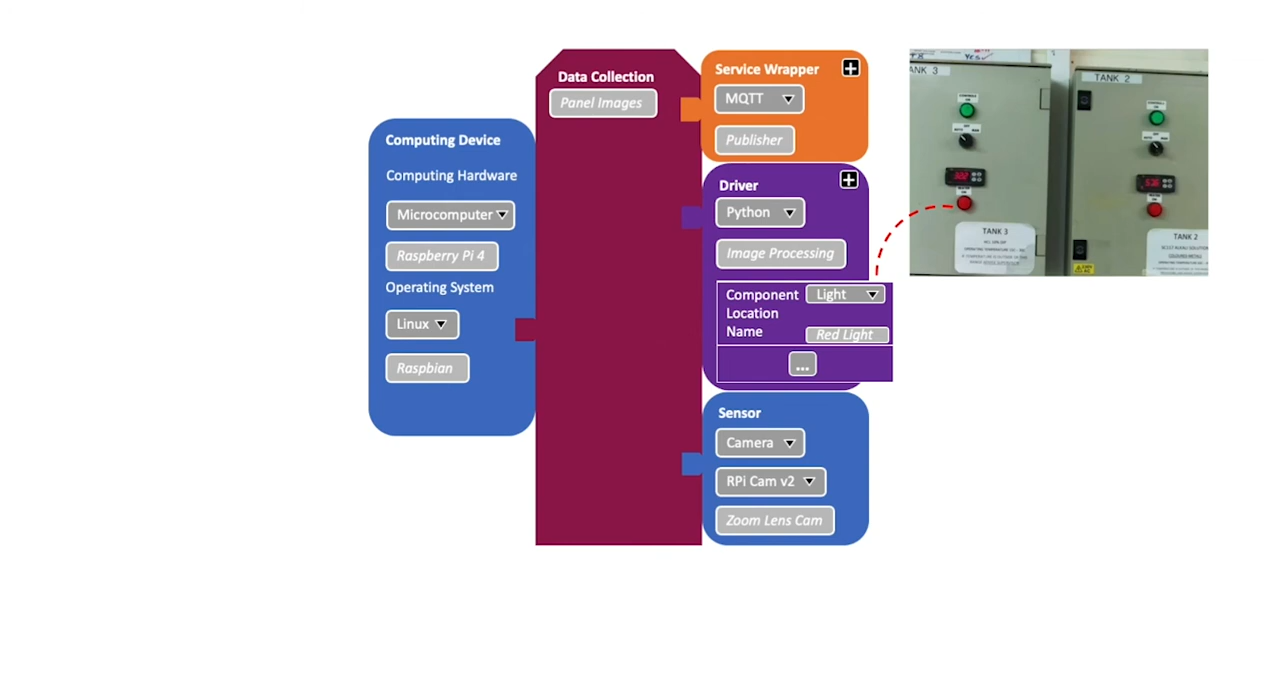 Data Collection
Panel Images
Service Wrapper
MQTT
Publisher
Computing Device
Computing Hardware
Microcomputer
Raspberry Pi 4
Operating System
Linux
Raspbian
Driver
Python
Image Processing
Component Light
Location
Name Red Light
...
Sensor
Camera
RPi Cam v2
Zoom Lens Cam
ANK 3
TANK 2
TANK 3
TANK 2